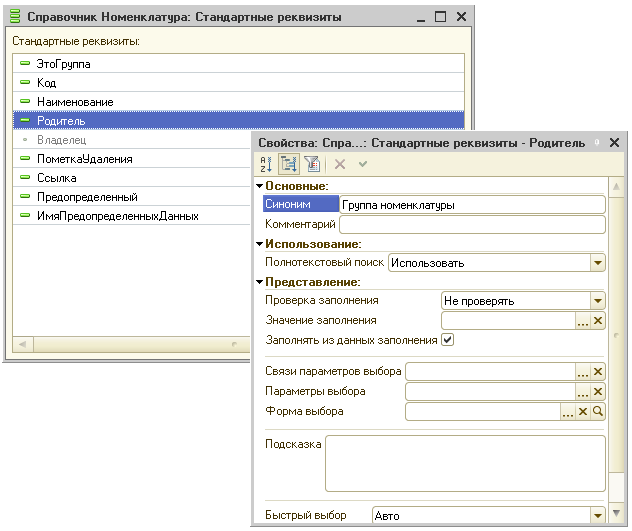 Справочник Номенклатура: Стандартные реквизиты
Стандартные реквизиты:
ЭтоГруппа
Код
Наименование
Родитель
Владелец
ПометкаУдаления
Ссылка
Предопределенный
ИмяПредопределенныхДанных
Свойства: Спра...: Стандартные реквизиты - Родитель
Основные:
Синоним Группа номенклатуры
Комментарий
Использование:
Полнотекстовый поиск Использовать
Представление:
Проверка заполнения Не проверять
Значение заполнения ...
Заполнять из данных заполнения
Связи параметров выбора ...
Параметры выбора ...
Форма выбора ...
Подсказка
Быстрый выбор Авто